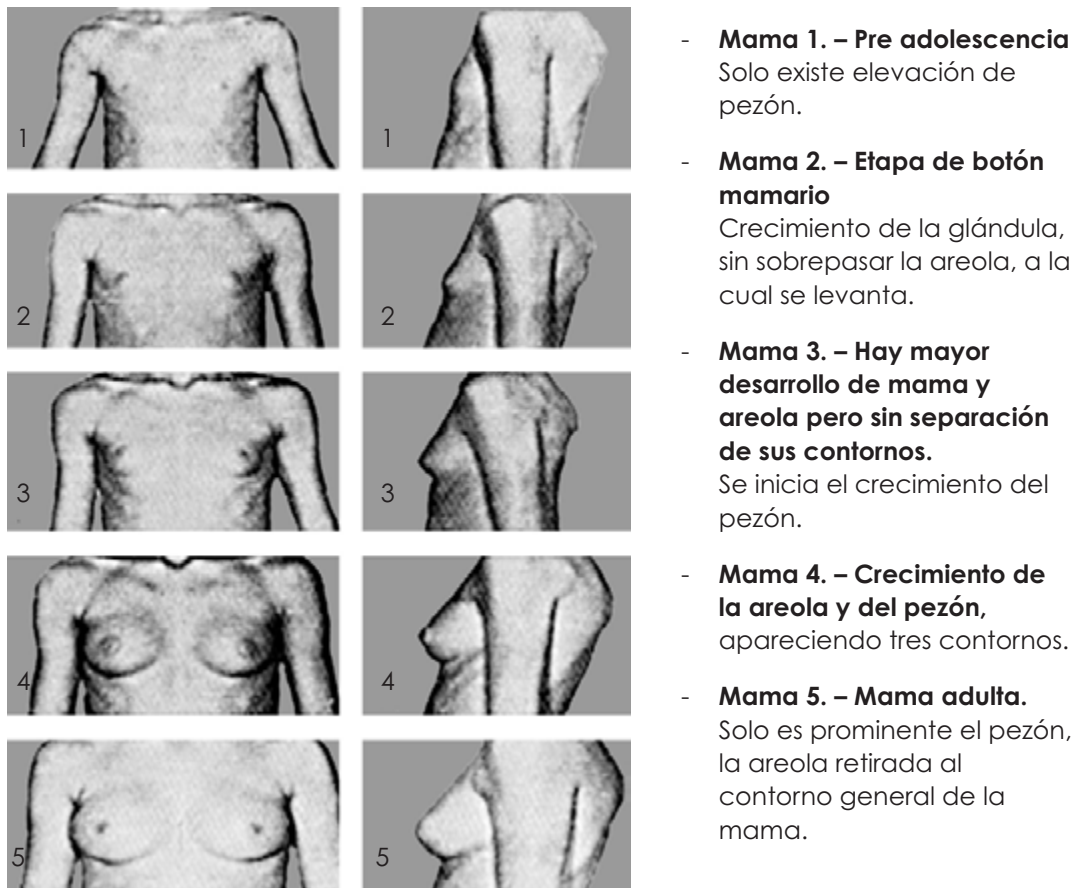 1
1
- Mama 1. – Pre adolescencia
Solo existe elevación de
pezón.
2
2
- Mama 2. – Etapa de botón
mamario
Crecimiento de la glándula,
sin sobrepasar la areola, a la
cual se levanta.
3
3
- Mama 3. – Hay mayor
desarrollo de mama y
areola pero sin separación
de sus contornos.
Se inicia el crecimiento del
pezón.
4
4
- Mama 4. – Crecimiento de
la areola y del pezón,
apareciendo tres contornos.
5
5
- Mama 5. – Mama adulta.
Solo es prominente el pezón,
la areola retirada al
contorno general de la
mama.